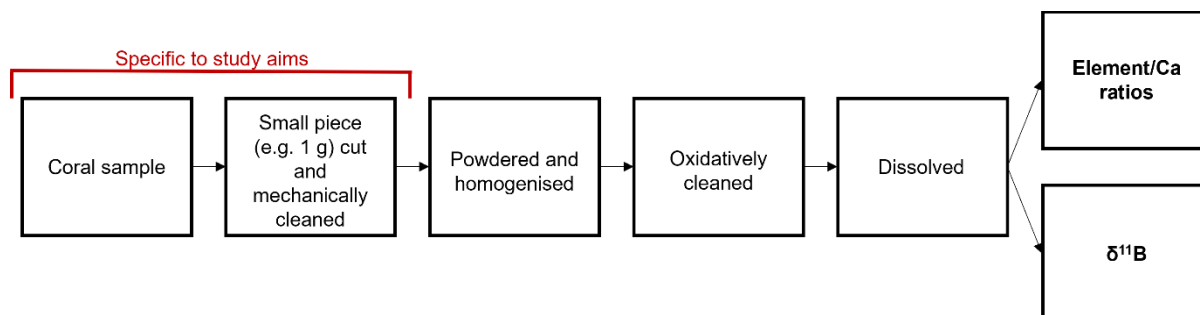 Specific to study aims
Coral sample
Small piece
(e.g. 1 g) cut
and
mechanically
cleaned
Powdered and
homogenised
Oxidatively
cleaned
Dissolved
Element/Ca
ratios
δ¹¹B